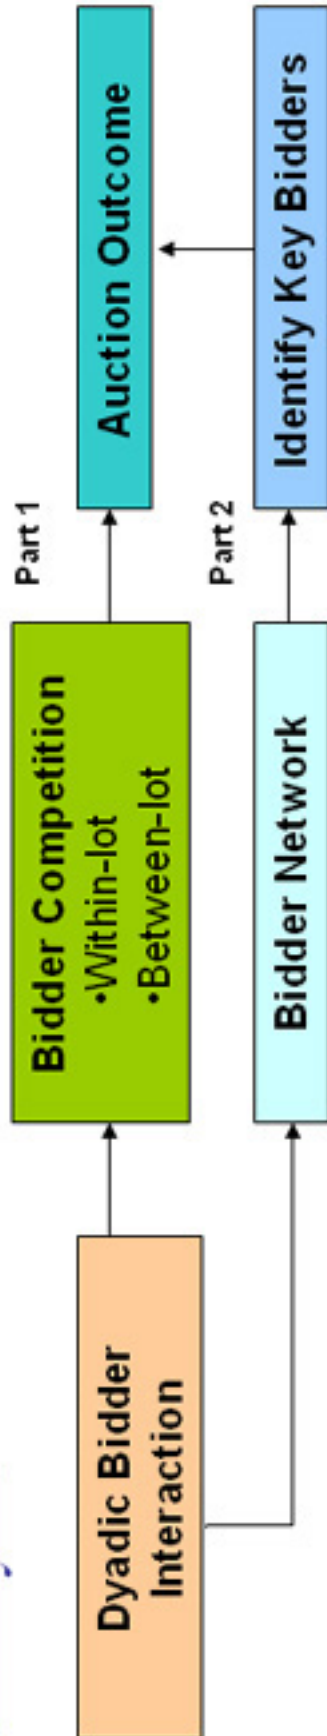 Dyadic Bidder
Interaction
Bidder Competition
•Within-lot
•Between-lot
Part 1
Auction Outcome
Bidder Network
Part 2
Identify Key Bidders